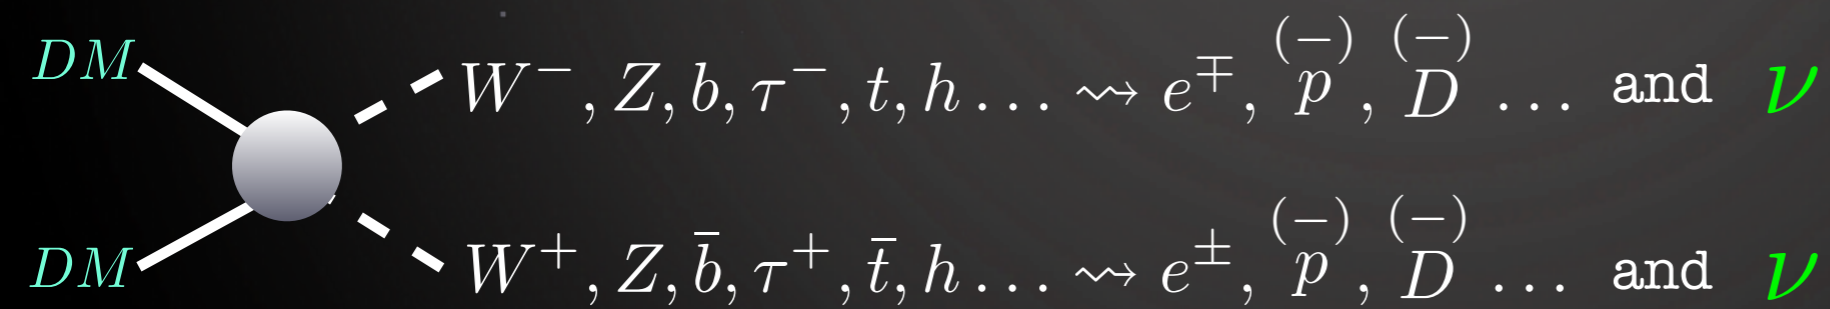 DM W⁻, Z, b, τ⁻, t, h … ⇝ e^∓, p^(−), D^(−) … and ν
DM W⁺, Z, b̄, τ⁺, t̄, h … ⇝ e^±, p^(−), D^(−) … and ν